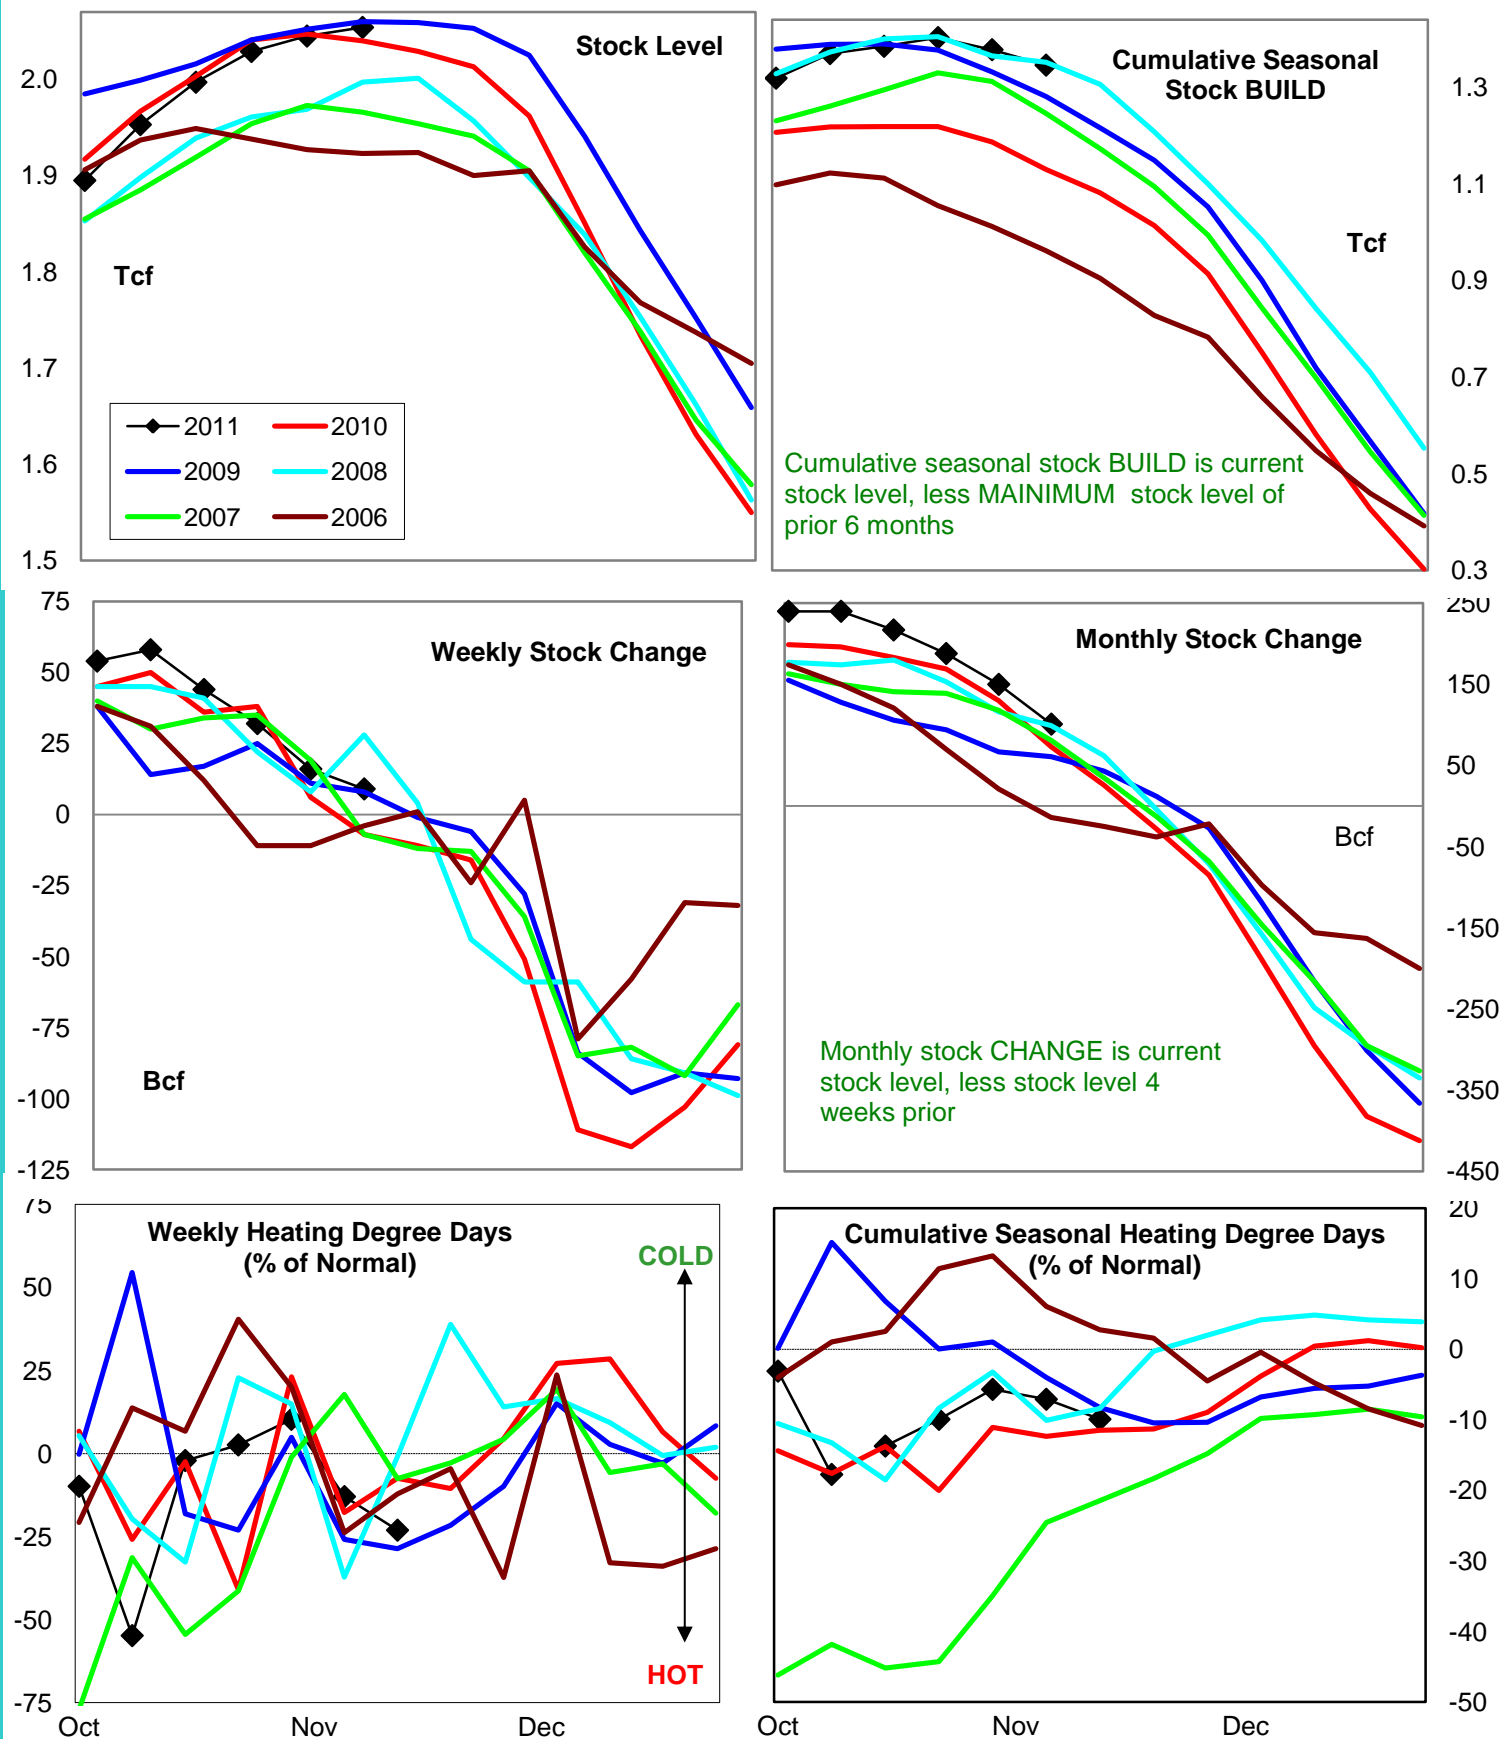 Stock Level
2.0
1.9
1.8
1.7
1.6
1.5
Tcf
2011
2010
2009
2008
2007
2006
Cumulative Seasonal
Stock BUILD
1.3
1.1
0.9
0.7
0.5
0.3
Tcf
Cumulative seasonal stock BUILD is current
stock level, less MAINIMUM stock level of
prior 6 months
75
50
25
0
-25
-50
-75
-100
-125
Weekly Stock Change
Bcf
Monthly Stock Change
250
150
50
-50
-150
-250
-350
-450
Bcf
Monthly stock CHANGE is current
stock level, less stock level 4
weeks prior
75
50
25
0
-25
-50
-75
Weekly Heating Degree Days
(% of Normal)
COLD
HOT
Oct
Nov
Dec
Cumulative Seasonal Heating Degree Days
(% of Normal)
20
10
0
-10
-20
-30
-40
-50
Oct
Nov
Dec